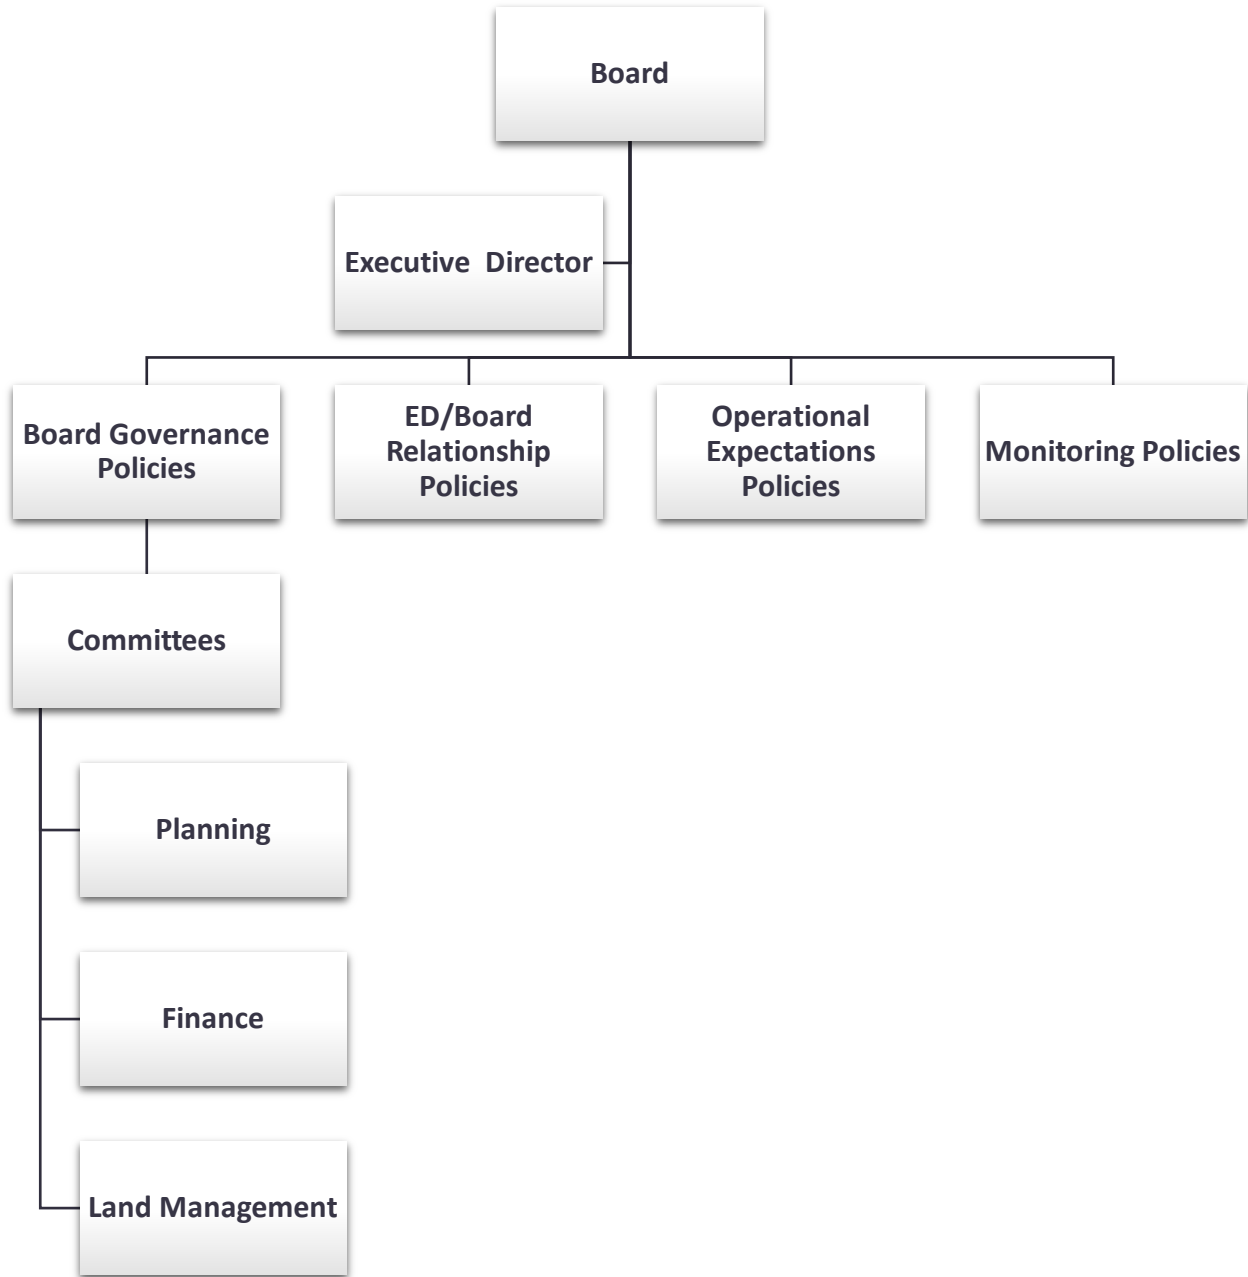 Board
Executive  Director
Board Governance
Policies
ED/Board
Relationship
Policies
Operational
Expectations
Policies
Monitoring Policies
Committees
Planning
Finance
Land Management